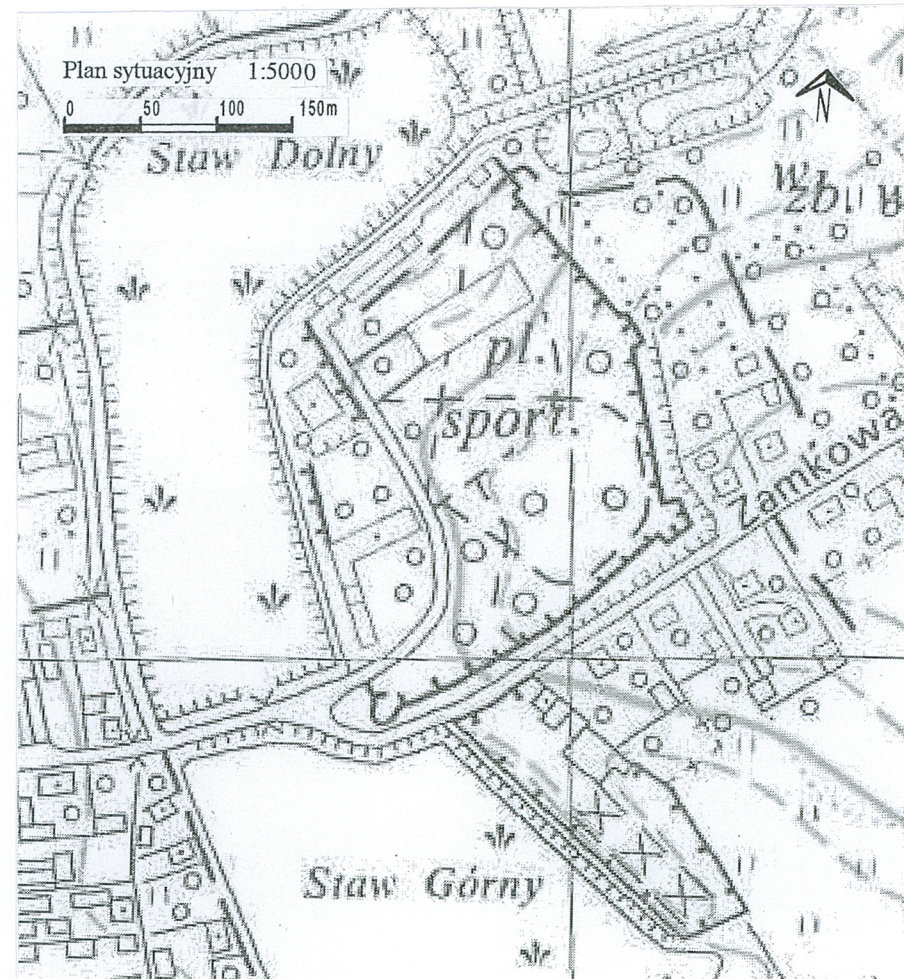 Plan sytuacyjny 1:5000
0 50 100 150m
N
Staw Dolny
pl.
sport.
Zamkowa
Staw Górny